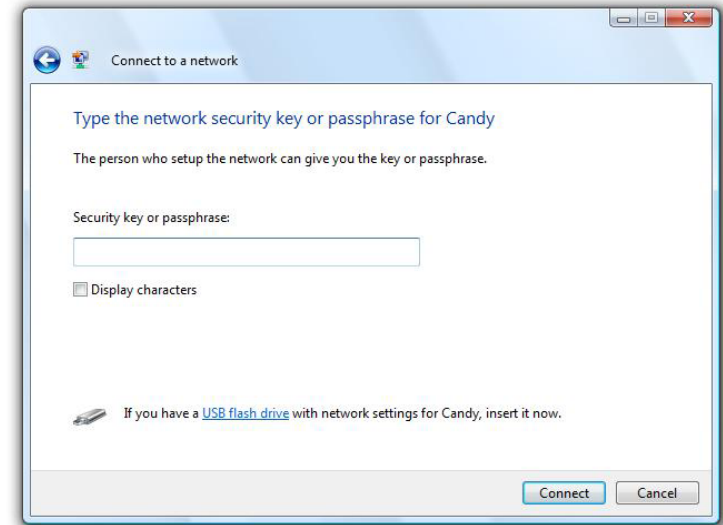 Connect to a network
Type the network security key or passphrase for Candy
The person who setup the network can give you the key or passphrase.
Security key or passphrase:
Display characters
If you have a USB flash drive with network settings for Candy, insert it now.
Connect Cancel